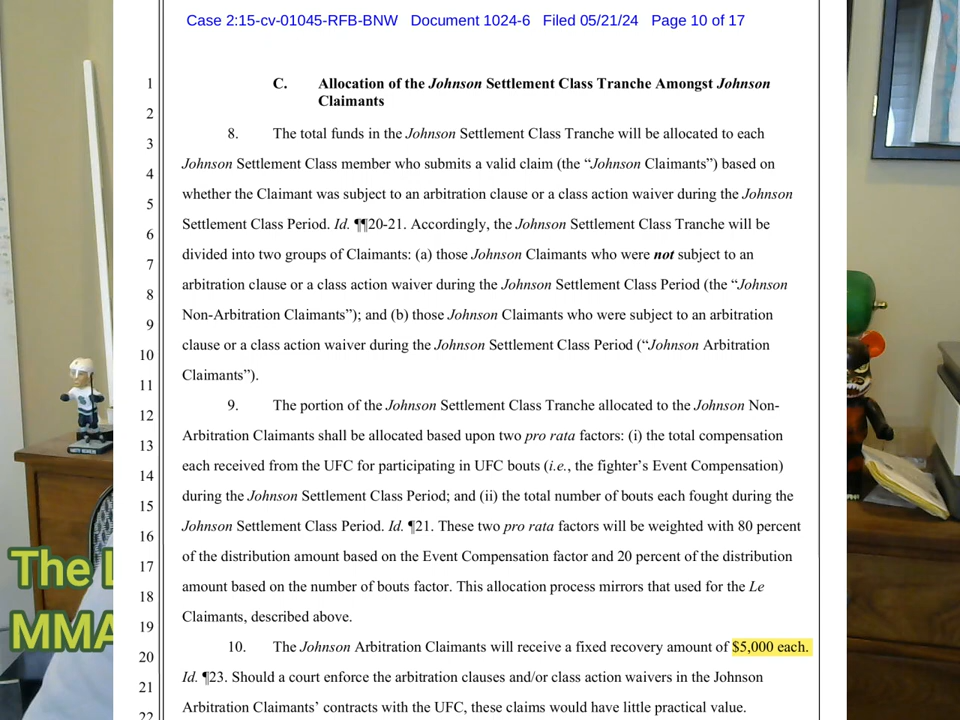 Case 2:15-cv-01045-RFB-BNW Document 1024-6 Filed 05/21/24 Page 10 of 17
1
C. Allocation of the Johnson Settlement Class Tranche Amongst Johnson
Claimants
2
3
8. The total funds in the Johnson Settlement Class Tranche will be allocated to each
4
Johnson Settlement Class member who submits a valid claim (the “Johnson Claimants”) based on
5
whether the Claimant was subject to an arbitration clause or a class action waiver during the Johnson
6
Settlement Class Period. Id. ¶¶20-21. Accordingly, the Johnson Settlement Class Tranche will be
7
divided into two groups of Claimants: (a) those Johnson Claimants who were not subject to an
8
arbitration clause or a class action waiver during the Johnson Settlement Class Period (the “Johnson
9
Non-Arbitration Claimants”); and (b) those Johnson Claimants who were subject to an arbitration
10
clause or a class action waiver during the Johnson Settlement Class Period (“Johnson Arbitration
11
Claimants”).
12
9. The portion of the Johnson Settlement Class Tranche allocated to the Johnson Non-
13
Arbitration Claimants shall be allocated based upon two pro rata factors: (i) the total compensation
14
each received from the UFC for participating in UFC bouts (i.e., the fighter’s Event Compensation)
15
during the Johnson Settlement Class Period; and (ii) the total number of bouts each fought during the
16
Johnson Settlement Class Period. Id. ¶21. These two pro rata factors will be weighted with 80 percent
17
of the distribution amount based on the Event Compensation factor and 20 percent of the distribution
18
amount based on the number of bouts factor. This allocation process mirrors that used for the Le
19
Claimants, described above.
20
10. The Johnson Arbitration Claimants will receive a fixed recovery amount of $5,000 each.
21
Id. ¶23. Should a court enforce the arbitration clauses and/or class action waivers in the Johnson
22
Arbitration Claimants’ contracts with the UFC, these claims would have little practical value.
The
MMA